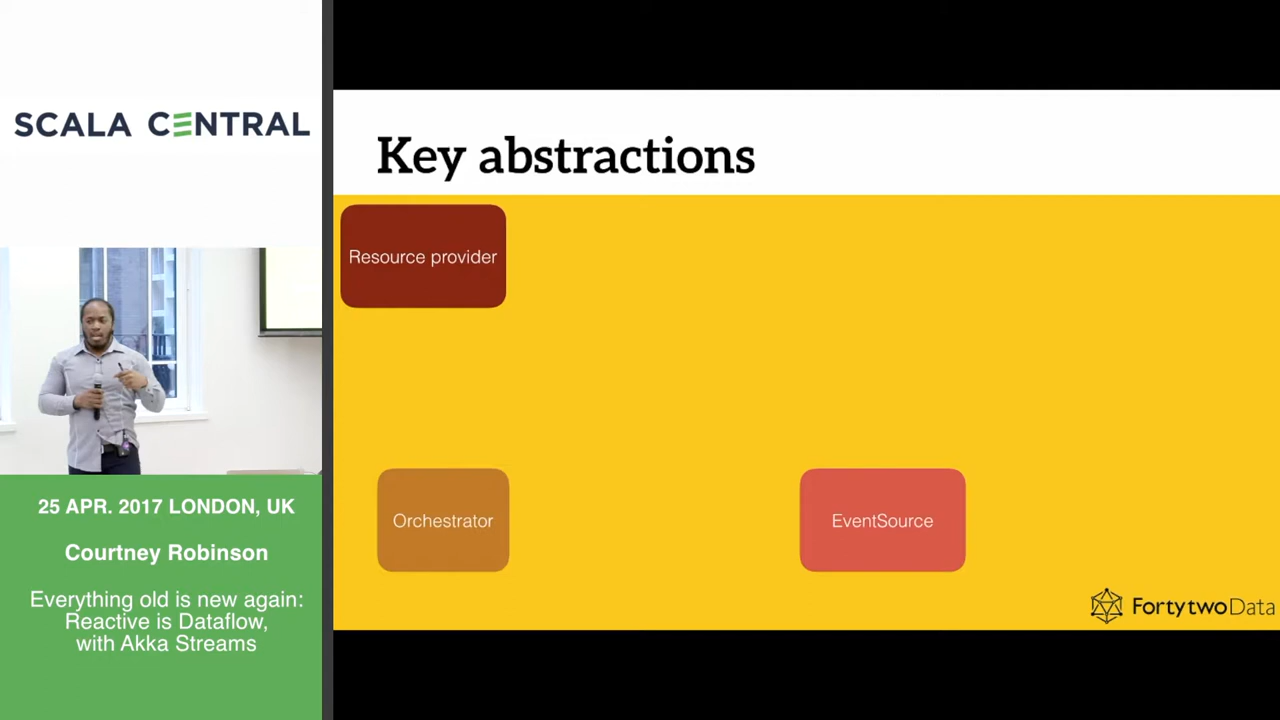 SCALA CENTRAL
25 APR. 2017 LONDON, UK
Courtney Robinson
Everything old is new again:
Reactive is Dataflow,
with Akka Streams
Key abstractions
Resource provider
Orchestrator
EventSource
FortytwoData